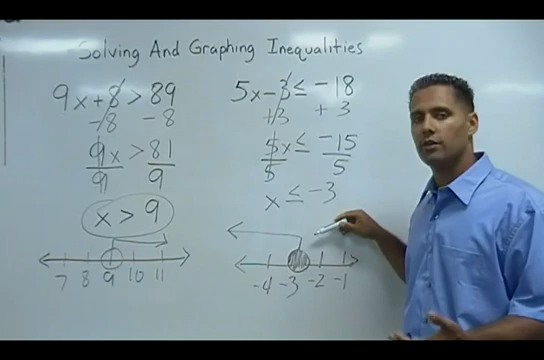 Solving And Graphing Inequalities
9x + 8 > 89
-8 -8
9x > 81
9 9
x > 9
7 8 9 10 11
5x - 3 ≤ -18
+3 +3
5x ≤ -15
5 5
x ≤ -3
-4 -3 -2 -1